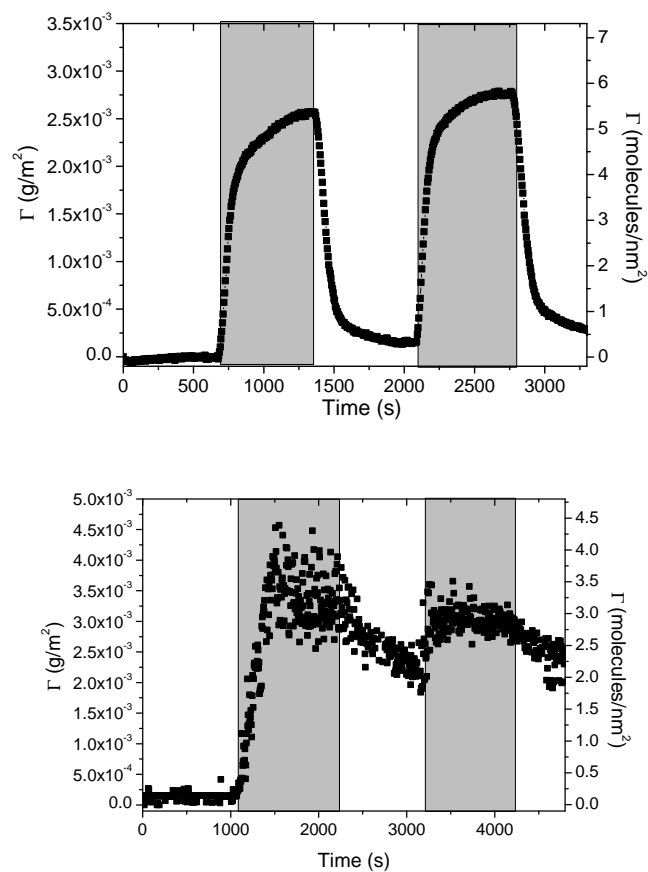 3.5x10⁻³
3.0x10⁻³
2.5x10⁻³
2.0x10⁻³
1.5x10⁻³
1.0x10⁻³
5.0x10⁻⁴
0.0
Γ (g/m²)
7
6
5
4
3
2
1
0
Γ (molecules/nm²)
0 500 1000 1500 2000 2500 3000
Time (s)
5.0x10⁻³
4.5x10⁻³
4.0x10⁻³
3.5x10⁻³
3.0x10⁻³
2.5x10⁻³
2.0x10⁻³
1.5x10⁻³
1.0x10⁻³
5.0x10⁻⁴
0.0
Γ (g/m²)
4.5
4.0
3.5
3.0
2.5
2.0
1.5
1.0
0.5
0.0
Γ (molecules/nm²)
0 1000 2000 3000 4000
Time (s)